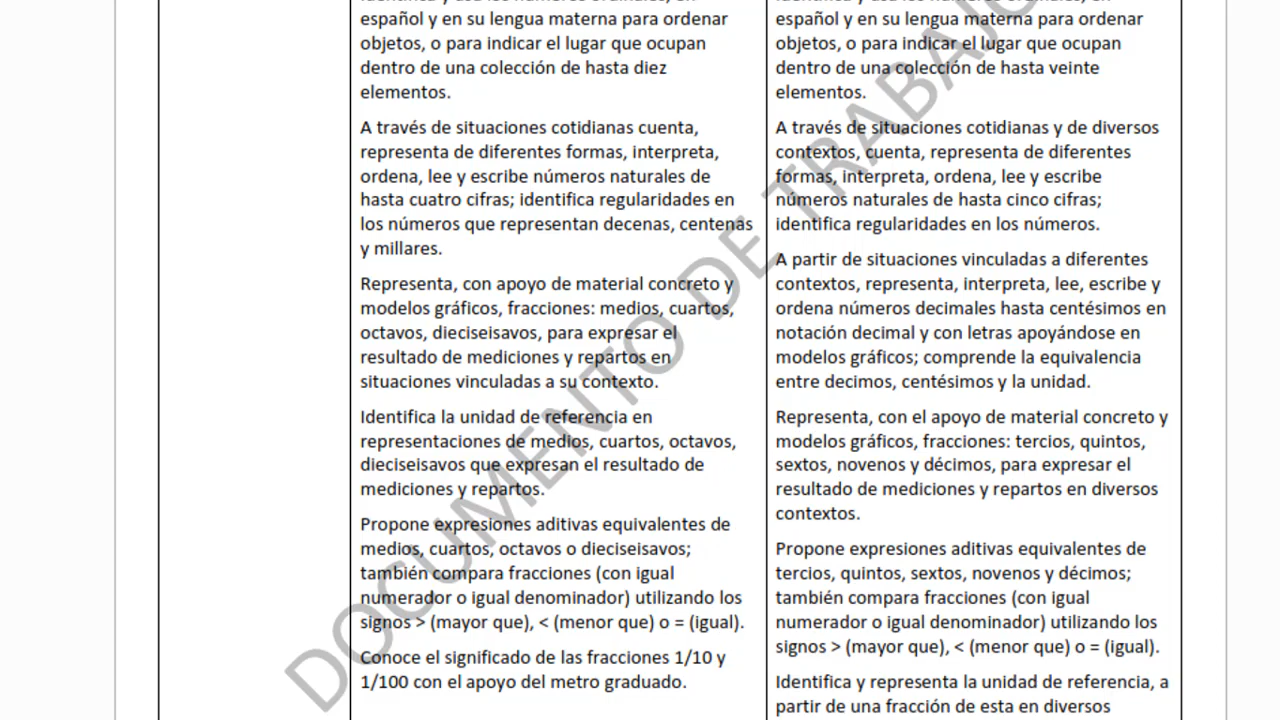 español y en su lengua materna para ordenar
objetos, o para indicar el lugar que ocupan
dentro de una colección de hasta diez
elementos.
A través de situaciones cotidianas cuenta,
representa de diferentes formas, interpreta,
ordena, lee y escribe números naturales de
hasta cuatro cifras; identifica regularidades en
los números que representan decenas, centenas
y millares.
Representa, con apoyo de material concreto y
modelos gráficos, fracciones: medios, cuartos,
octavos, dieciseisavos, para expresar el
resultado de mediciones y repartos en
situaciones vinculadas a su contexto.
Identifica la unidad de referencia en
representaciones de medios, cuartos, octavos,
dieciseisavos que expresan el resultado de
mediciones y repartos.
Propone expresiones aditivas equivalentes de
medios, cuartos, octavos o dieciseisavos;
también compara fracciones (con igual
numerador o igual denominador) utilizando los
signos > (mayor que), < (menor que) o = (igual).
Conoce el significado de las fracciones 1/10 y
1/100 con el apoyo del metro graduado.
español y en su lengua materna para ordenar
objetos, o para indicar el lugar que ocupan
dentro de una colección de hasta veinte
elementos.
A través de situaciones cotidianas y de diversos
contextos, cuenta, representa de diferentes
formas, interpreta, ordena, lee y escribe
números naturales de hasta cinco cifras;
identifica regularidades en los números.
A partir de situaciones vinculadas a diferentes
contextos, representa, interpreta, lee, escribe y
ordena números decimales hasta centésimos en
notación decimal y con letras apoyándose en
modelos gráficos; comprende la equivalencia
entre decimos, centésimos y la unidad.
Representa, con el apoyo de material concreto y
modelos gráficos, fracciones: tercios, quintos,
sextos, novenos y décimos, para expresar el
resultado de mediciones y repartos en diversos
contextos.
Propone expresiones aditivas equivalentes de
tercios, quintos, sextos, novenos y décimos;
también compara fracciones (con igual
numerador o igual denominador) utilizando los
signos > (mayor que), < (menor que) o = (igual).
Identifica y representa la unidad de referencia, a
partir de una fracción de esta en diversos
DOCUMENTO DE TRABAJO